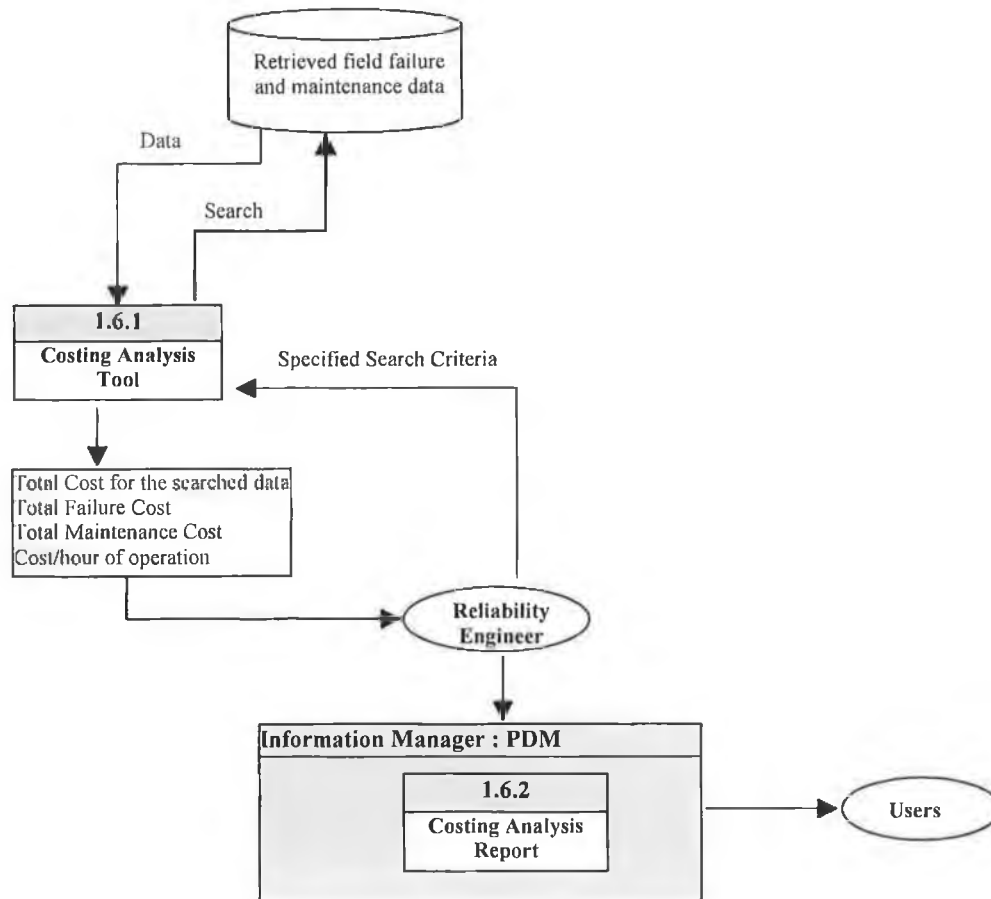 Retrieved field failure
and maintenance data
Data
Search
1.6.1
Costing Analysis
Tool
Specified Search Criteria
Total Cost for the searched data
Total Failure Cost
Total Maintenance Cost
Cost/hour of operation
Reliability
Engineer
Information Manager : PDM
1.6.2
Costing Analysis
Report
Users